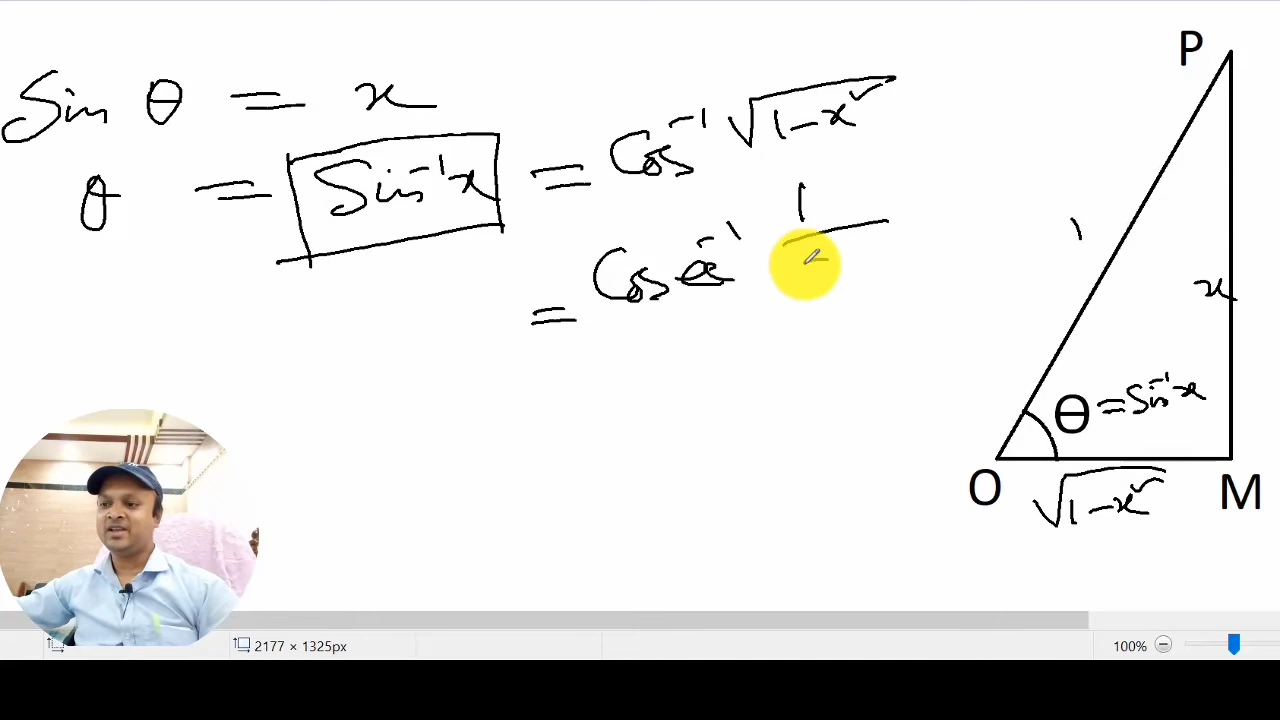 Sin θ = x
θ = Sin⁻¹x = Cos⁻¹ √1-x²
= Cosec⁻¹ 1/x
P
1
x
θ = Sin⁻¹x
O
M
√1-x²
2177 × 1325px
100%